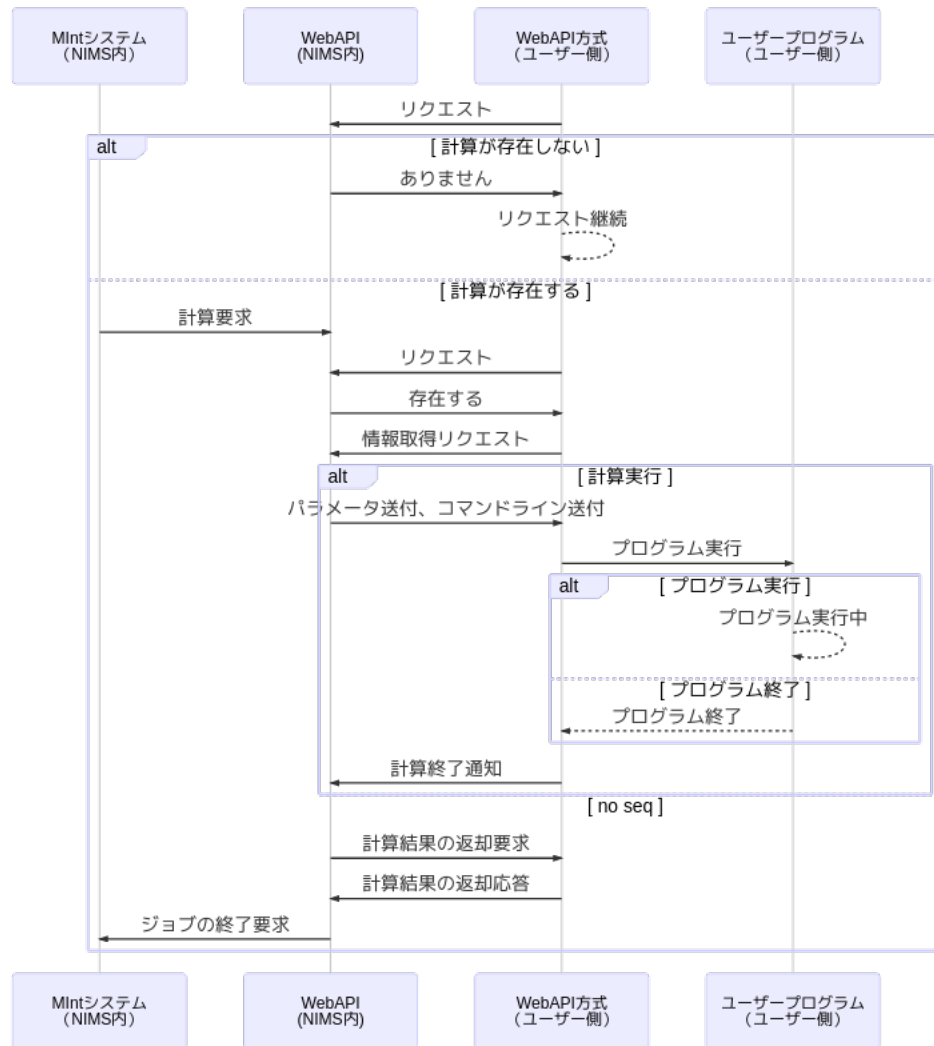 MIntシステム
（NIMS内）
WebAPI
(NIMS内)
WebAPI方式
（ユーザー側）
ユーザープログラム
（ユーザー側）
リクエスト
alt
[ 計算が存在しない ]
ありません
リクエスト継続
[ 計算が存在する ]
計算要求
リクエスト
存在する
情報取得リクエスト
alt
[ 計算実行 ]
パラメータ送付、コマンドライン送付
プログラム実行
alt
[ プログラム実行 ]
プログラム実行中
[ プログラム終了 ]
プログラム終了
計算終了通知
[ no seq ]
計算結果の返却要求
計算結果の返却応答
ジョブの終了要求
MIntシステム
（NIMS内）
WebAPI
(NIMS内)
WebAPI方式
（ユーザー側）
ユーザープログラム
（ユーザー側）